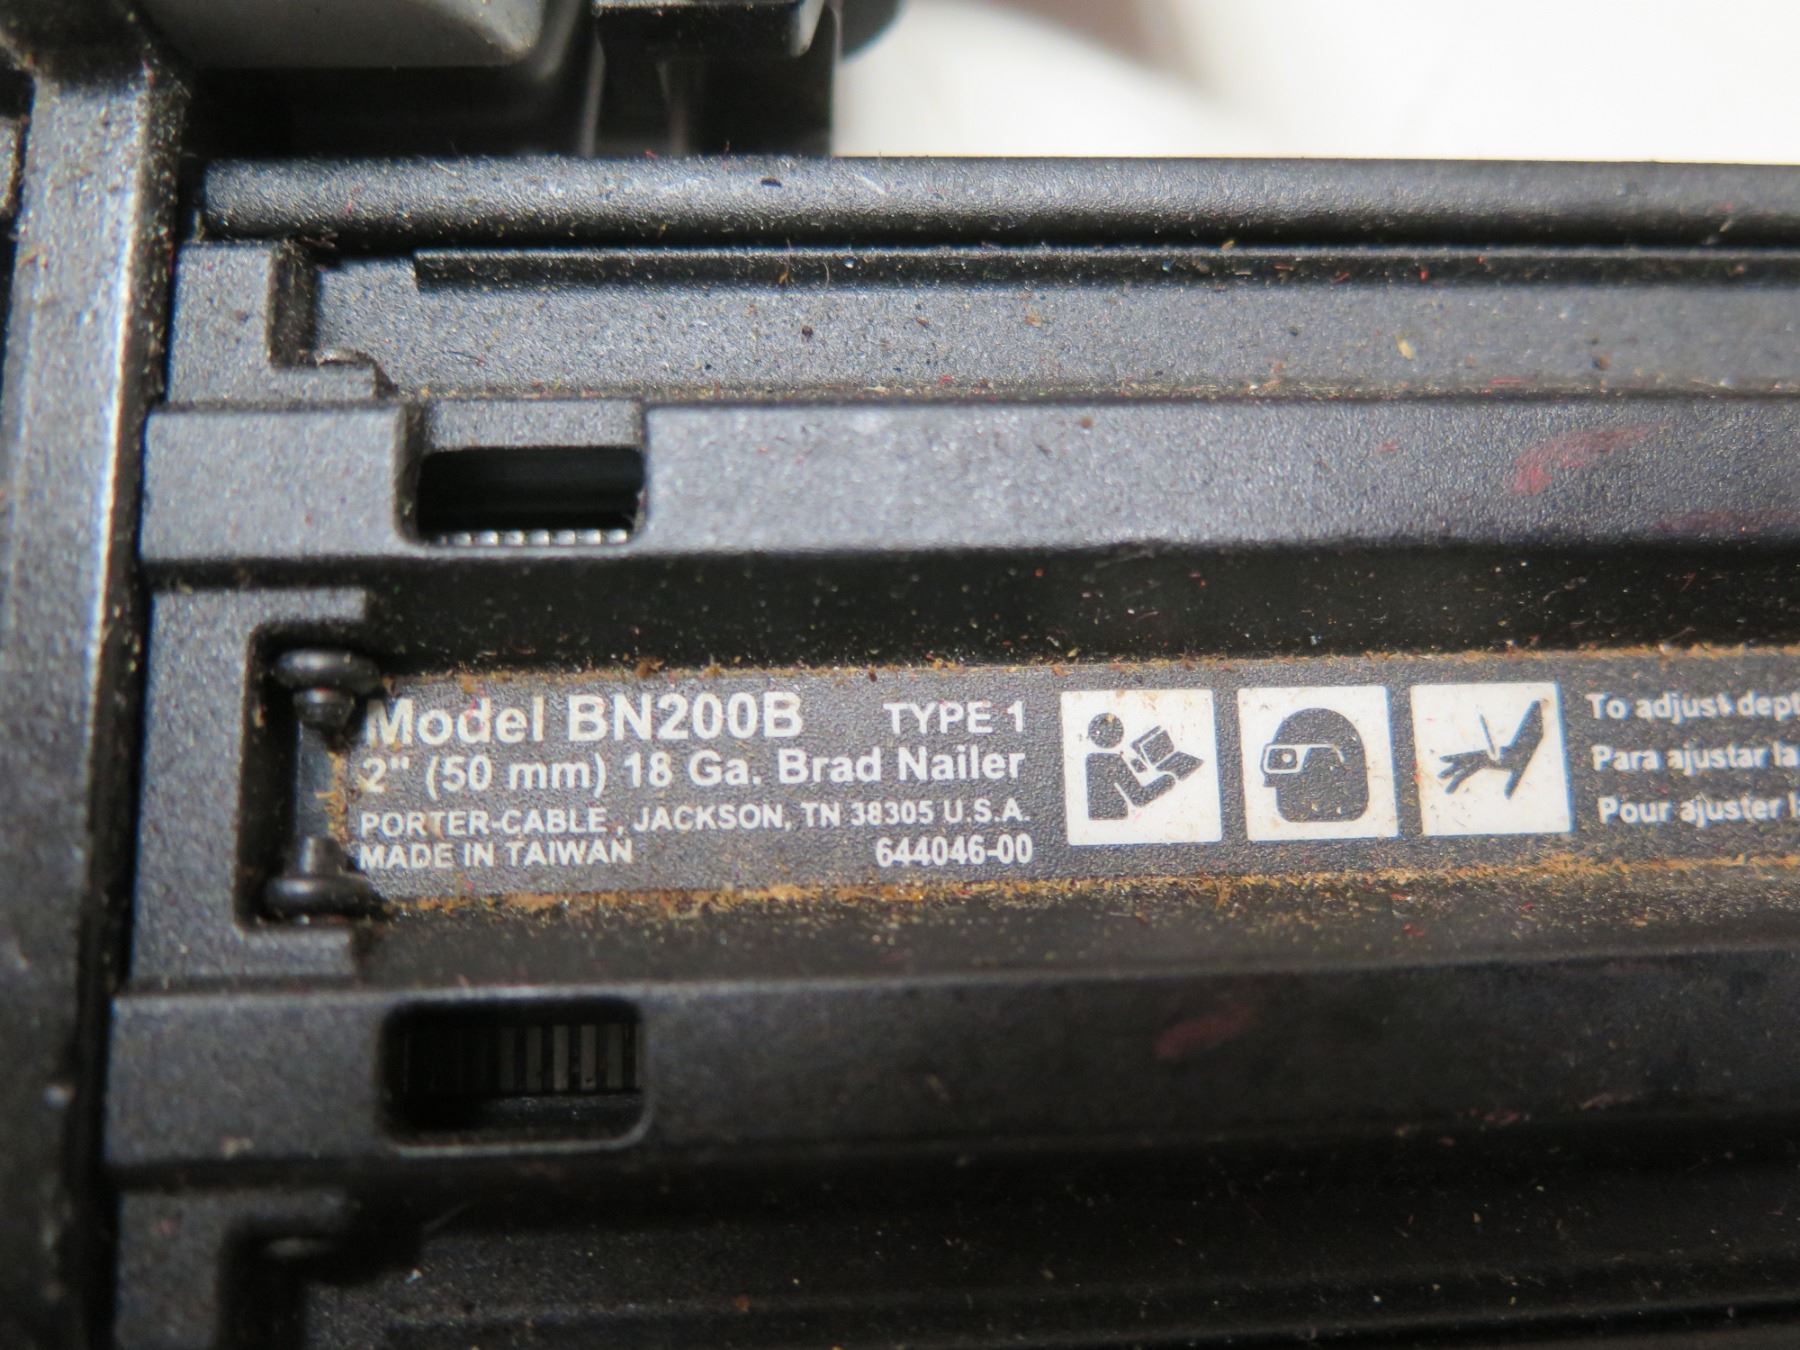 Model BN200B TYPE 1
2" (50 mm) 18 Ga. Brad Nailer
PORTER-CABLE , JACKSON, TN 38305 U.S.A.
MADE IN TAIWAN 644046-00
To adjust
Para ajustar la
Pour ajuster